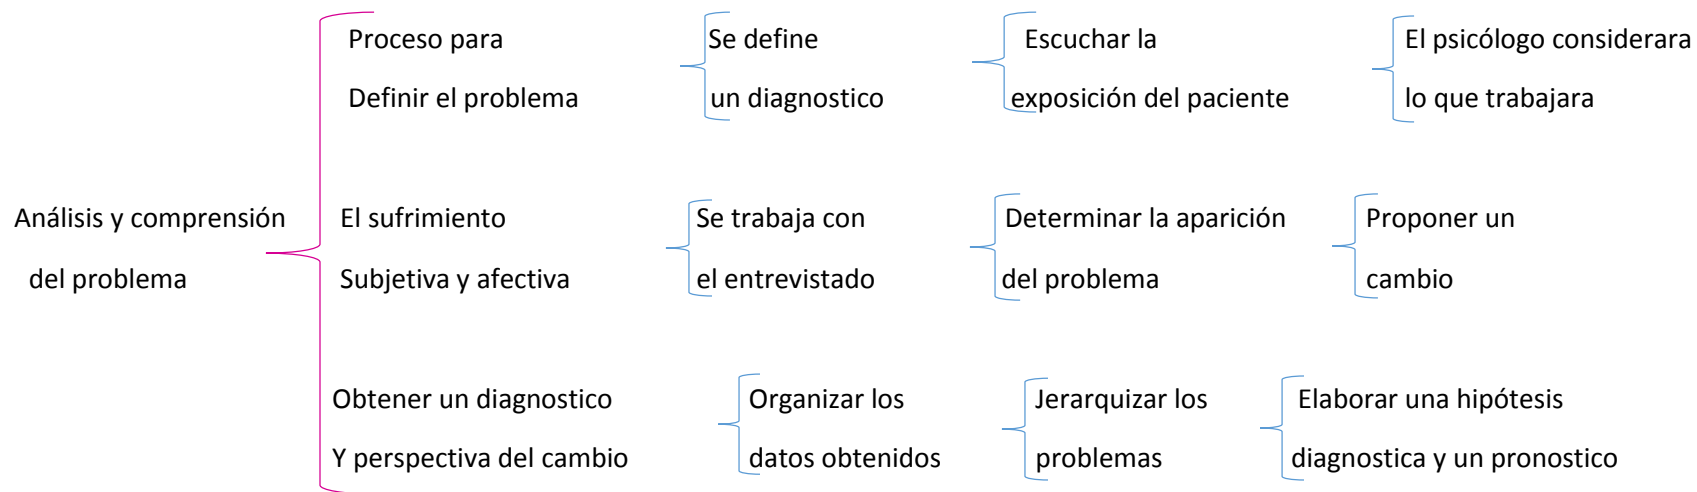 Proceso para
Definir el problema
Se define
un diagnostico
Escuchar la
exposición del paciente
El psicólogo considerara
lo que trabajara
Análisis y comprensión
del problema
El sufrimiento
Subjetiva y afectiva
Se trabaja con
el entrevistado
Determinar la aparición
del problema
Proponer un
cambio
Obtener un diagnostico
Y perspectiva del cambio
Organizar los
datos obtenidos
Jerarquizar los
problemas
Elaborar una hipótesis
diagnostica y un pronostico